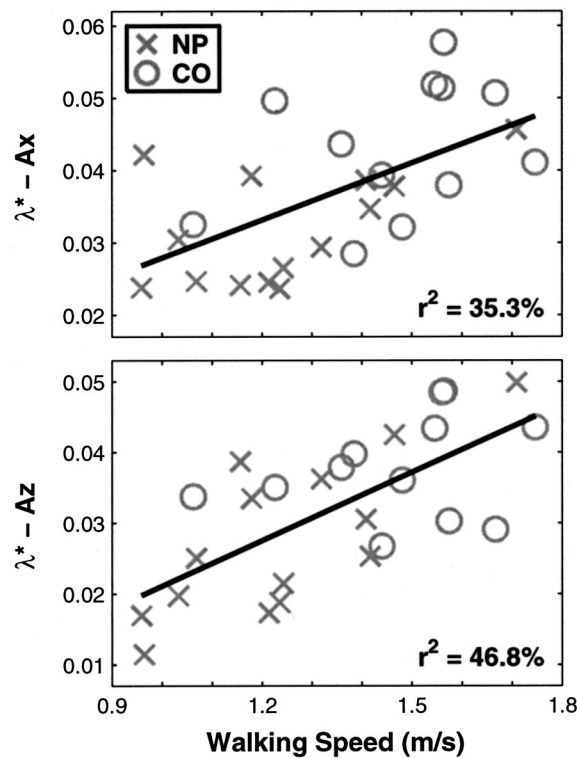 0.06
0.05
0.04
0.03
0.02
λ* – Ax
NP
CO
r² = 35.3%
0.05
0.04
0.03
0.02
0.01
λ* – Az
r² = 46.8%
0.9 1.2 1.5 1.8
Walking Speed (m/s)